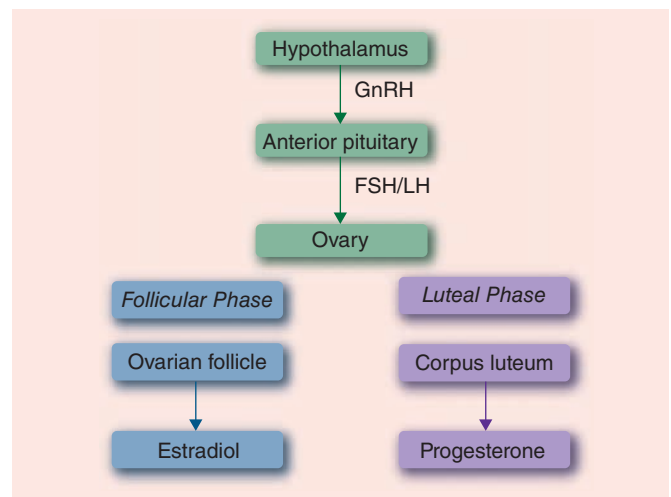 Hypothalamus
GnRH
Anterior pituitary
FSH/LH
Ovary
Follicular Phase
Ovarian follicle
Estradiol
Luteal Phase
Corpus luteum
Progesterone